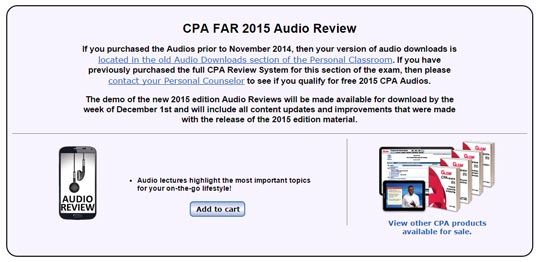 CPA FAR 2015 Audio Review
If you purchased the Audios prior to November 2014, then your version of audio downloads is
located in the old Audio Downloads section of the Personal Classroom. If you have
previously purchased the full CPA Review System for this section of the exam, then please
contact your Personal Counselor to see if you qualify for free 2015 CPA Audios.
The demo of the new 2015 edition Audio Reviews will be made available for download by the
week of December 1st and will include all content updates and improvements that were made
with the release of the 2015 edition material.
AUDIO
REVIEW
• Audio lectures highlight the most important topics
for your on-the-go lifestyle!
Add to cart
GLEIM
CPA
View other CPA products
available for sale.